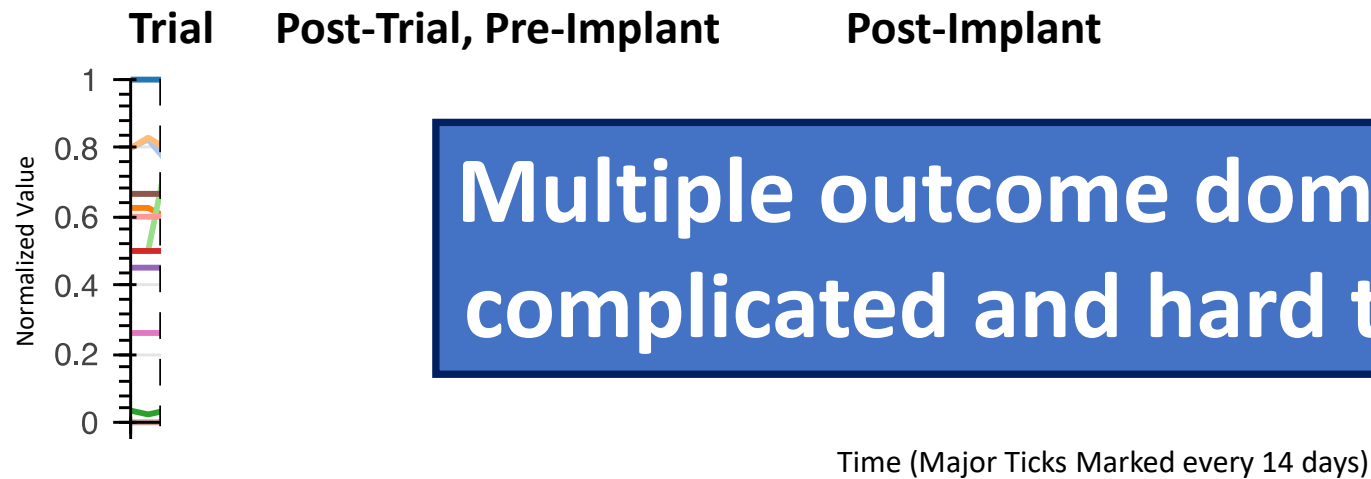 Trial Post-Trial, Pre-Implant Post-Implant
1
0.8
0.6
0.4
0.2
0
Normalized Value
Multiple outcome
complicated and hard
Time (Major Ticks Marked every 14 days)